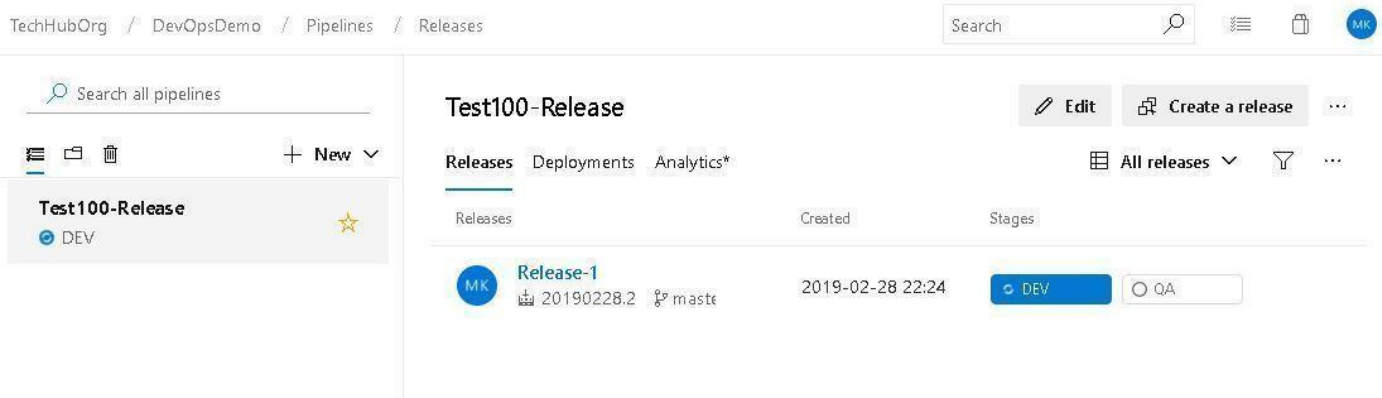 TechHubOrg / DevOpsDemo / Pipelines / Releases
Search
MK
Search all pipelines
New
Test100-Release
DEV
Test100-Release
Edit
Create a release
...
Releases Deployments Analytics*
All releases
...
Releases Created Stages
MK
Release-1
20190228.2 maste
2019-02-28 22:24
DEV
QA